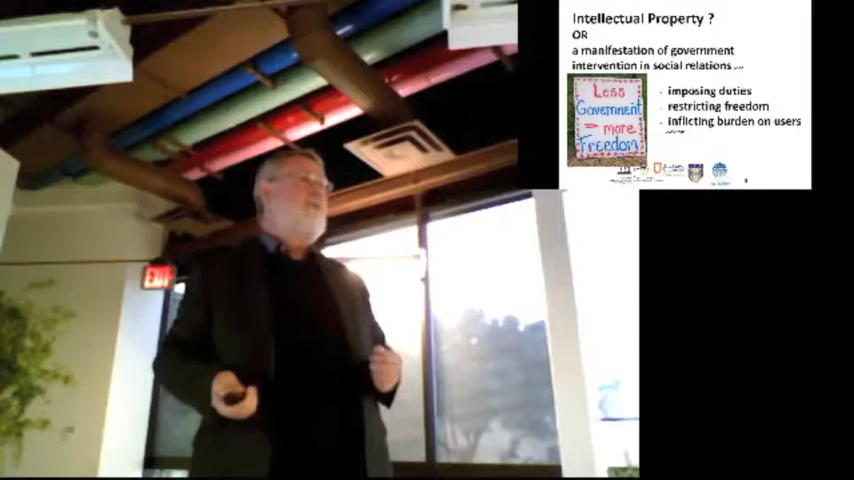 Intellectual Property ?
OR
a manifestation of government
intervention in social relations
Less
Government
= more
Freedom
imposing duties
restricting freedom
inflicting burden on users
EXIT